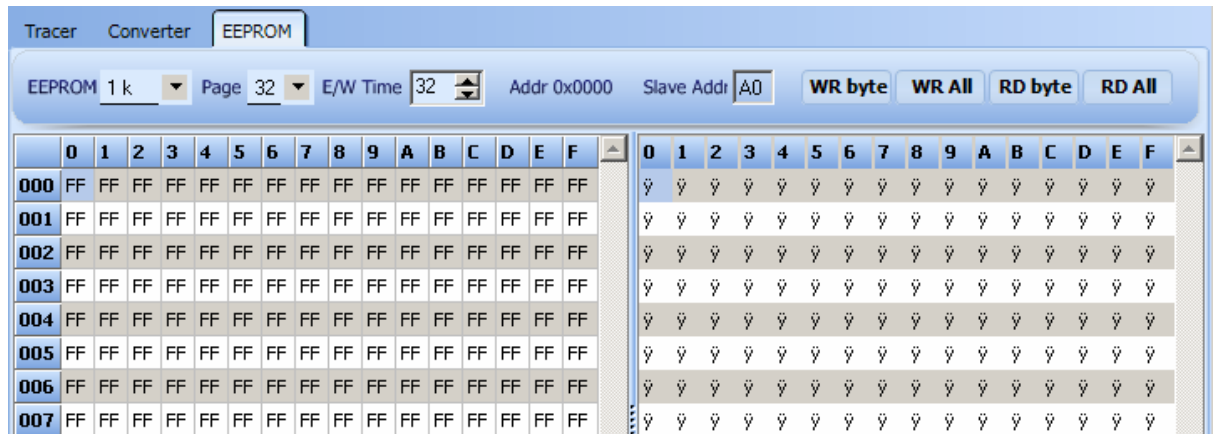 Tracer Converter EEPROM
EEPROM 1 k Page 32 E/W Time 32 Addr 0x0000 Slave Addr A0 WR byte WR All RD byte RD All
0 1 2 3 4 5 6 7 8 9 A B C D E F 0 1 2 3 4 5 6 7 8 9 A B C D E F
000 FF FF FF FF FF FF FF FF FF FF FF FF FF FF FF FF ÿ ÿ ÿ ÿ ÿ ÿ ÿ ÿ ÿ ÿ ÿ ÿ ÿ ÿ ÿ ÿ
001 FF FF FF FF FF FF FF FF FF FF FF FF FF FF FF FF ÿ ÿ ÿ ÿ ÿ ÿ ÿ ÿ ÿ ÿ ÿ ÿ ÿ ÿ ÿ ÿ
002 FF FF FF FF FF FF FF FF FF FF FF FF FF FF FF FF ÿ ÿ ÿ ÿ ÿ ÿ ÿ ÿ ÿ ÿ ÿ ÿ ÿ ÿ ÿ ÿ
003 FF FF FF FF FF FF FF FF FF FF FF FF FF FF FF FF ÿ ÿ ÿ ÿ ÿ ÿ ÿ ÿ ÿ ÿ ÿ ÿ ÿ ÿ ÿ ÿ
004 FF FF FF FF FF FF FF FF FF FF FF FF FF FF FF FF ÿ ÿ ÿ ÿ ÿ ÿ ÿ ÿ ÿ ÿ ÿ ÿ ÿ ÿ ÿ ÿ
005 FF FF FF FF FF FF FF FF FF FF FF FF FF FF FF FF ÿ ÿ ÿ ÿ ÿ ÿ ÿ ÿ ÿ ÿ ÿ ÿ ÿ ÿ ÿ ÿ
006 FF FF FF FF FF FF FF FF FF FF FF FF FF FF FF FF ÿ ÿ ÿ ÿ ÿ ÿ ÿ ÿ ÿ ÿ ÿ ÿ ÿ ÿ ÿ ÿ
007 FF FF FF FF FF FF FF FF FF FF FF FF FF FF FF FF ÿ ÿ ÿ ÿ ÿ ÿ ÿ ÿ ÿ ÿ ÿ ÿ ÿ ÿ ÿ ÿ